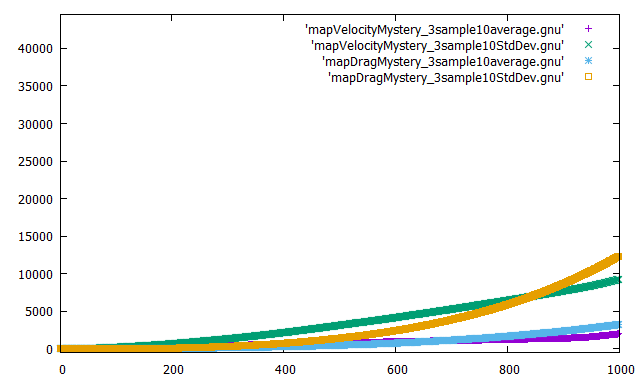 'mapVelocityMystery_3sample10average.gnu'
'mapVelocityMystery_3sample10StdDev.gnu'
'mapDragMystery_3sample10average.gnu'
'mapDragMystery_3sample10StdDev.gnu'
40000
35000
30000
25000
20000
15000
10000
5000
0
0 200 400 600 800 1000